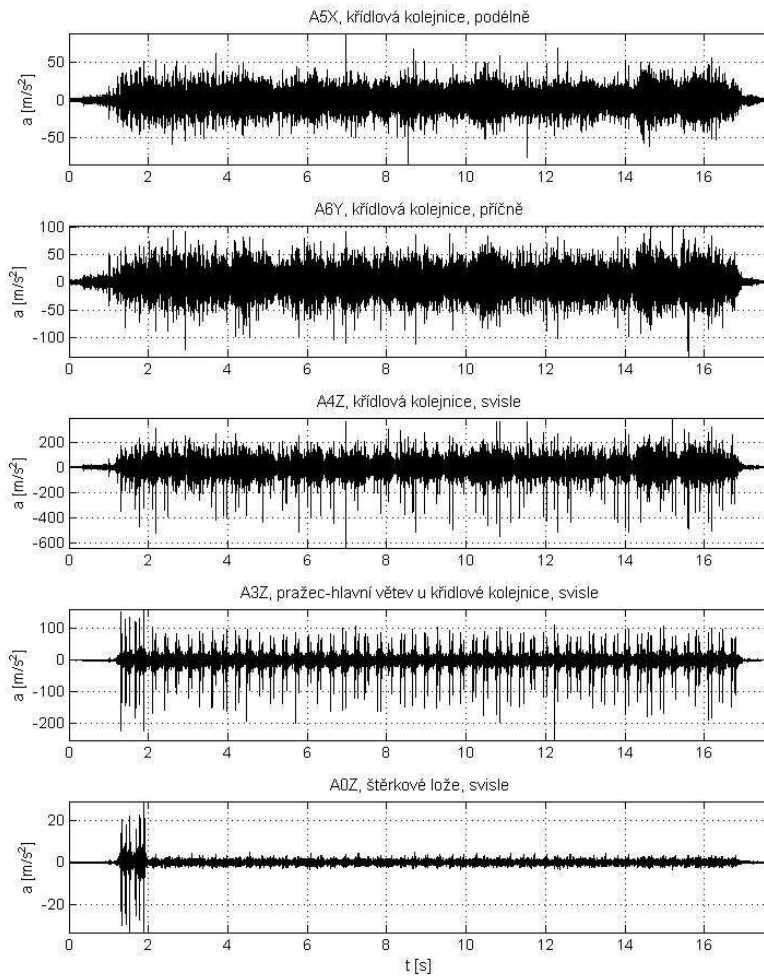 A5X, křídlová kolejnice, podélně
a [m/s²]
50
0
-50
0 2 4 6 8 10 12 14 16
A6Y, křídlová kolejnice, příčně
a [m/s²]
100
50
0
-50
-100
0 2 4 6 8 10 12 14 16
A4Z, křídlová kolejnice, svisle
a [m/s²]
200
0
-200
-400
-600
0 2 4 6 8 10 12 14 16
A3Z, pražec-hlavní větev u křídlové kolejnice, svisle
a [m/s²]
100
0
-100
-200
0 2 4 6 8 10 12 14 16
A0Z, štěrkové lože, svisle
a [m/s²]
20
0
-20
0 2 4 6 8 10 12 14 16
t [s]